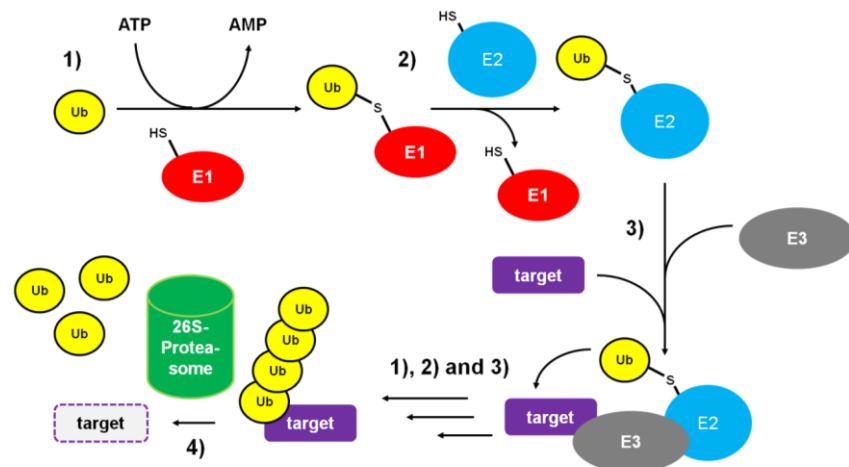 ATP AMP
1)
Ub
HS
E1
Ub
S
E1
2)
HS
E2
HS
E1
Ub
S
E2
3)
E3
target
Ub
S
target
E3
E2
1), 2) and 3)
Ub
Ub
Ub
Ub
target
4)
26S-
Protea-
some
Ub
Ub
Ub
target